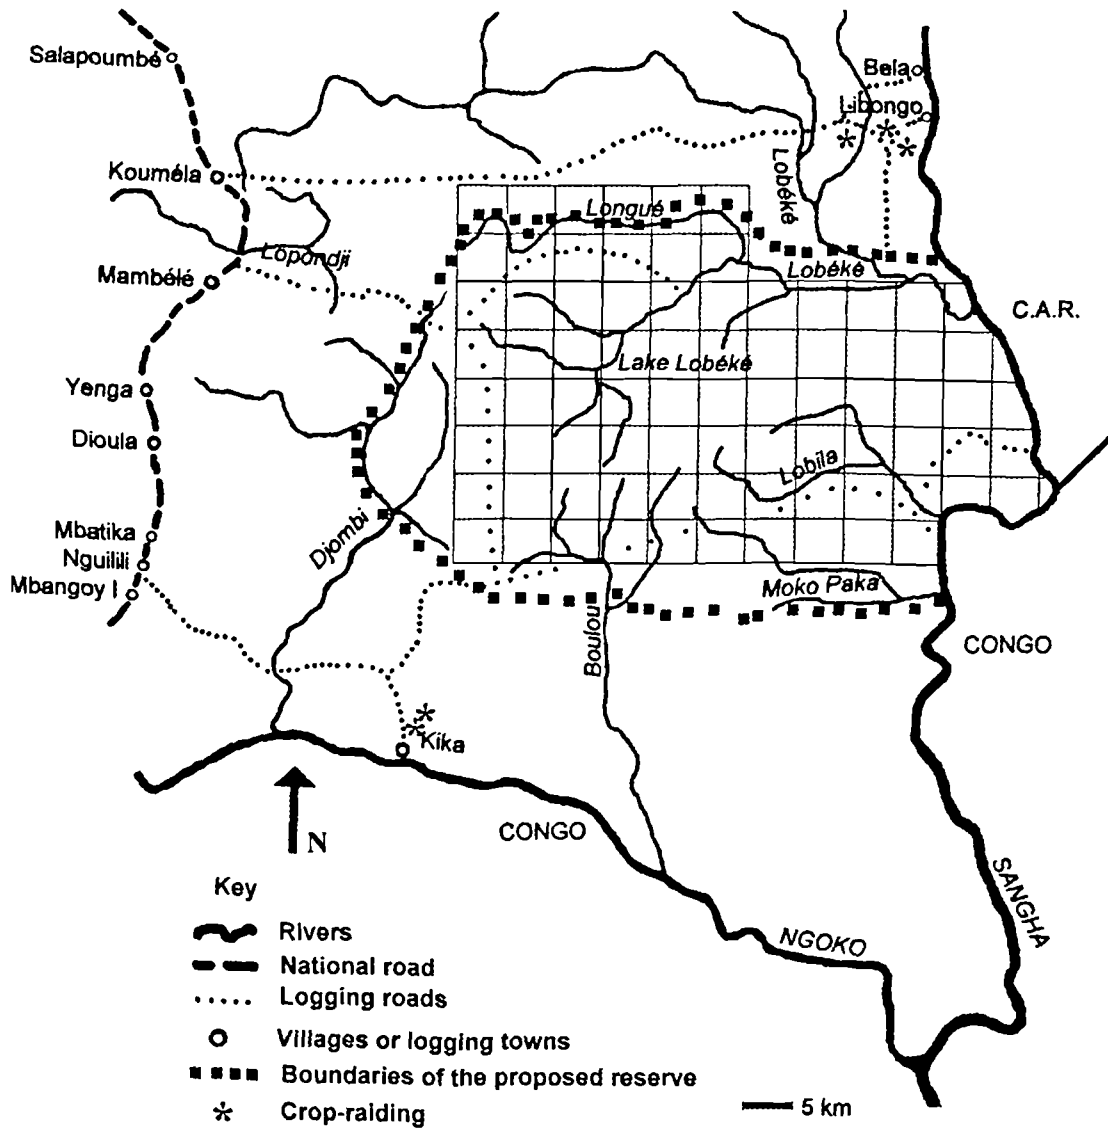 Salapoumbé
Bela
Libongo
Kouméla
Lobéké
Longué
Lopondji
Mambélé
Lobéké
C.A.R.
Lake Lobéké
Yenga
Dioula
Lobila
Djombi
Mbatika
Nguilili
Mbangoy I
Moko Paka
Boulou
CONGO
Kika
N
CONGO
SANGHA
NGOKO
Key
Rivers
National road
Logging roads
Villages or logging towns
Boundaries of the proposed reserve
Crop-raiding
5 km